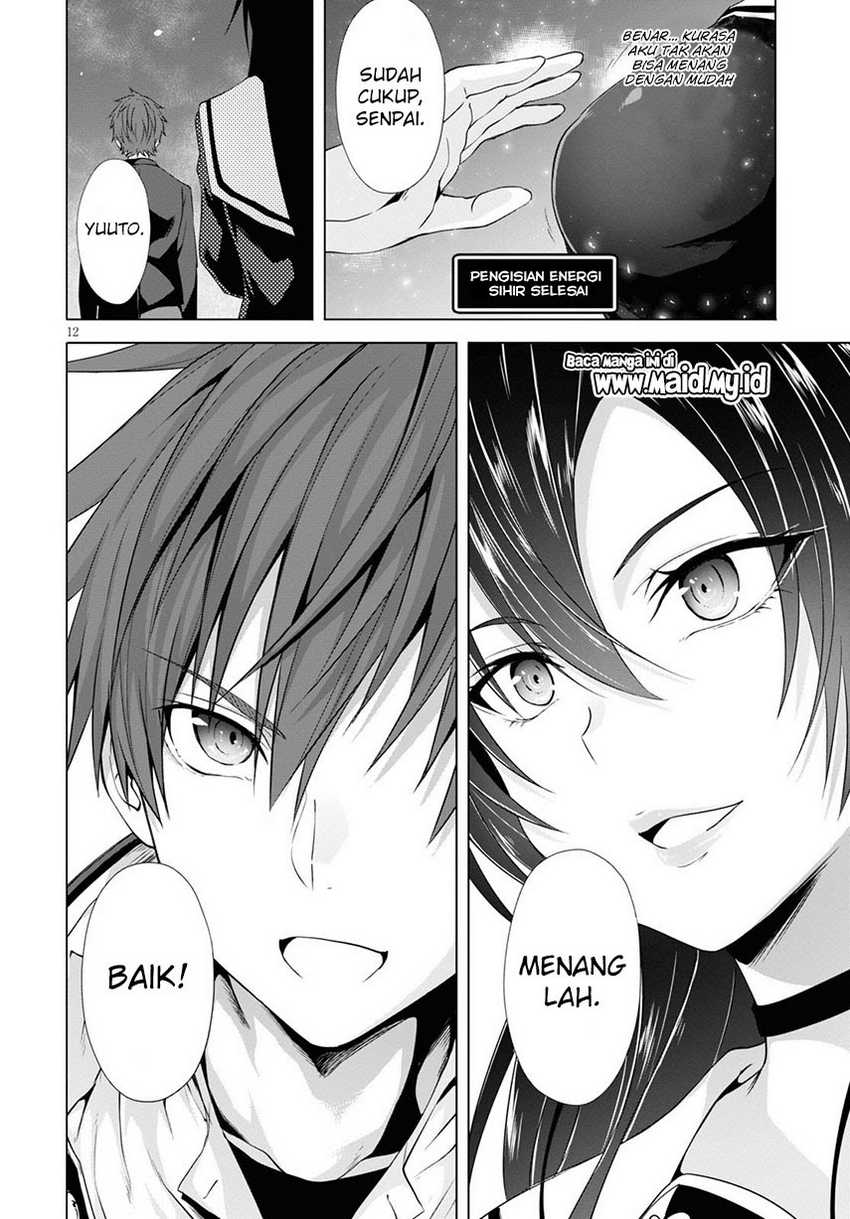 BENAR... KURASA
AKU TAK AKAN
BISA MENANG
DENGAN MUDAH
SUDAH
CUKUP,
SENPAI.
PENGISIAN ENERGI
SIHIR SELESAI
YUUTO.
12
Baca Manga ini di
www.Maid.my.id
MENANG
LAH.
BAIK!